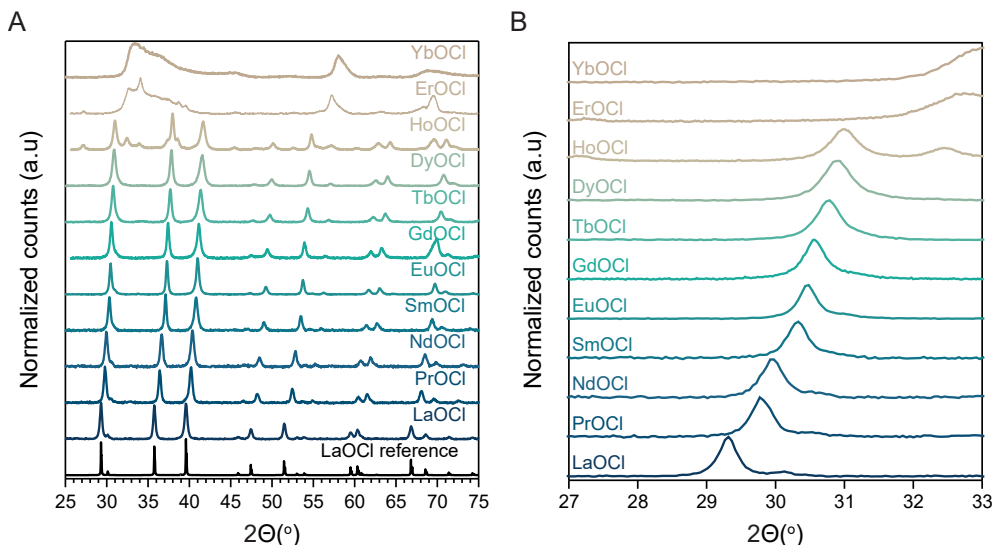 A
Normalized counts (a.u)
YbOCl
ErOCl
HoOCl
DyOCl
TbOCl
GdOCl
EuOCl
SmOCl
NdOCl
PrOCl
LaOCl
LaOCl reference
25 30 35 40 45 50 55 60 65 70 75
2Θ(°)
B
Normalized counts (a.u)
YbOCl
ErOCl
HoOCl
DyOCl
TbOCl
GdOCl
EuOCl
SmOCl
NdOCl
PrOCl
LaOCl
27 28 29 30 31 32 33
2Θ(°)